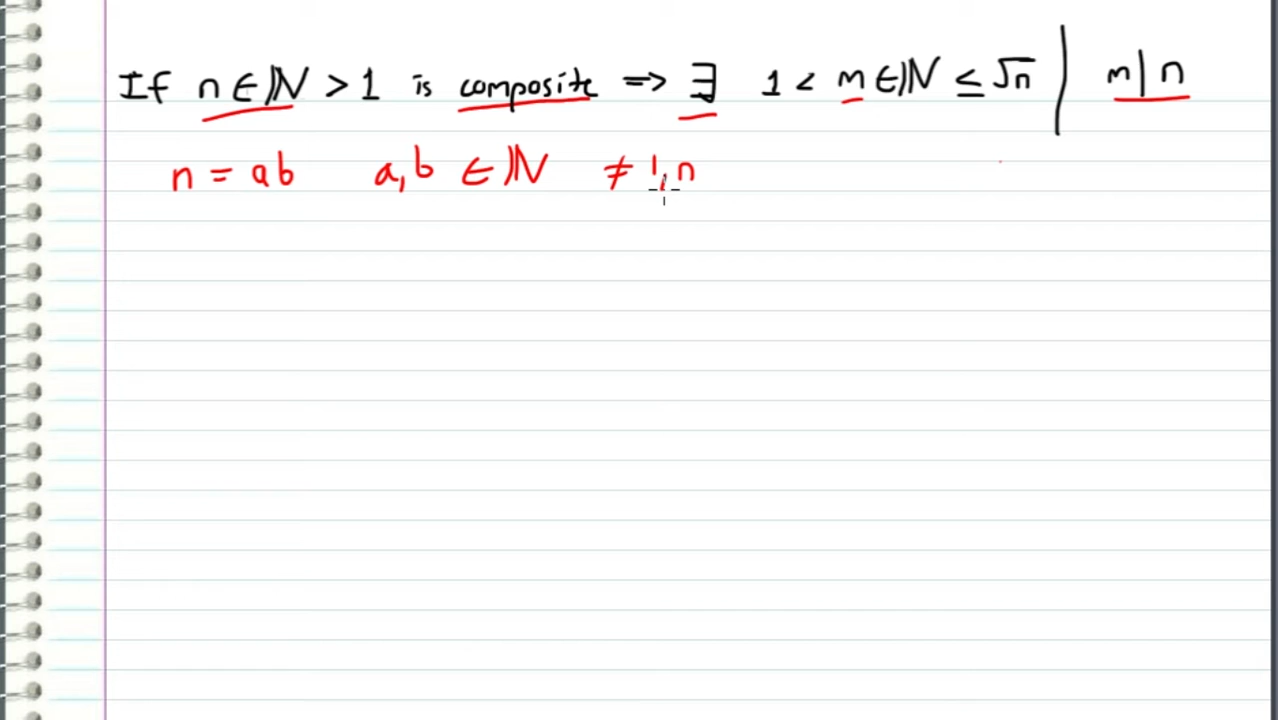 If n ∈ ℕ > 1 is composite => ∃ 1 < m ∈ ℕ ≤ √n | m|n
n = ab a,b ∈ ℕ ≠ 1,n